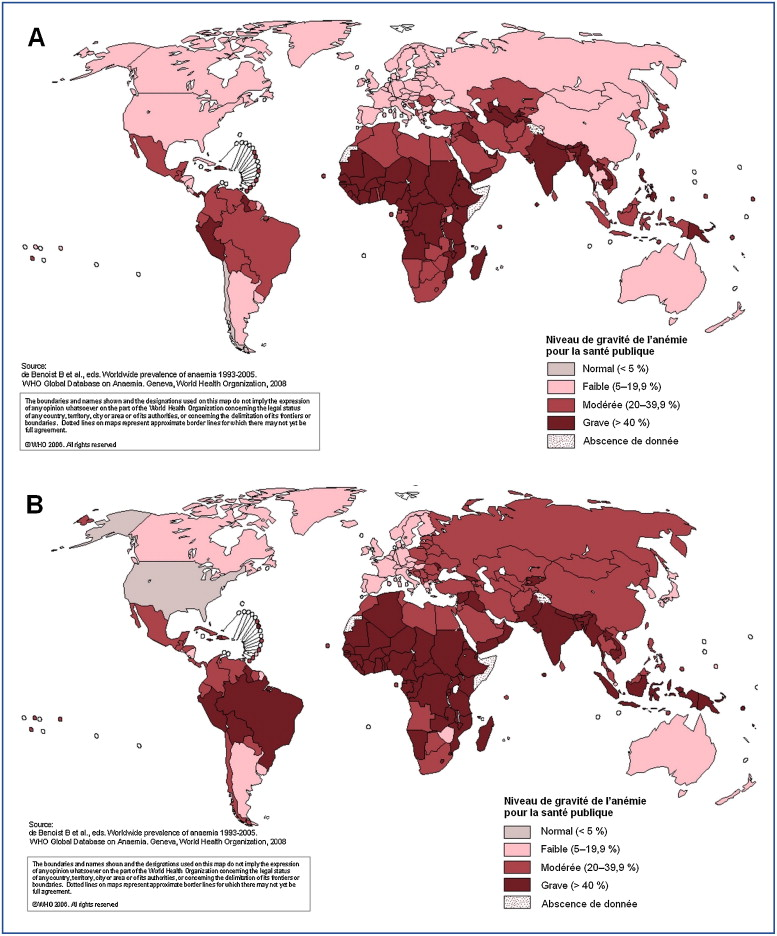 A
Source:
de Benoist B et al., eds. Worldwide prevalence of anaemia 1993-2005.
WHO Global Database on Anaemia. Geneva, World Health Organization, 2008
The boundaries and names shown and the designations used on this map do not imply the expression
of any opinion whatsoever on the part of the World Health Organization concerning the legal status
of any country, territory, city or area or of its authorities, or concerning the delimitation of its frontiers or
boundaries. Dotted lines on maps represent approximate border lines for which there may not yet be
full agreement.
© WHO 2006. All rights reserved
Niveau de gravité de l'anémie
pour la santé publique
Normal (< 5 %)
Faible (5–19,9 %)
Modérée (20–39,9 %)
Grave (> 40 %)
Abscence de donnée
B
Source:
de Benoist B et al., eds. Worldwide prevalence of anaemia 1993-2005.
WHO Global Database on Anaemia. Geneva, World Health Organization, 2008
The boundaries and names shown and the designations used on this map do not imply the expression
of any opinion whatsoever on the part of the World Health Organization concerning the legal status
of any country, territory, city or area or of its authorities, or concerning the delimitation of its frontiers or
boundaries. Dotted lines on maps represent approximate border lines for which there may not yet be
full agreement.
© WHO 2006. All rights reserved
Niveau de gravité de l'anémie
pour la santé publique
Normal (< 5 %)
Faible (5–19,9 %)
Modérée (20–39,9 %)
Grave (> 40 %)
Abscence de donnée